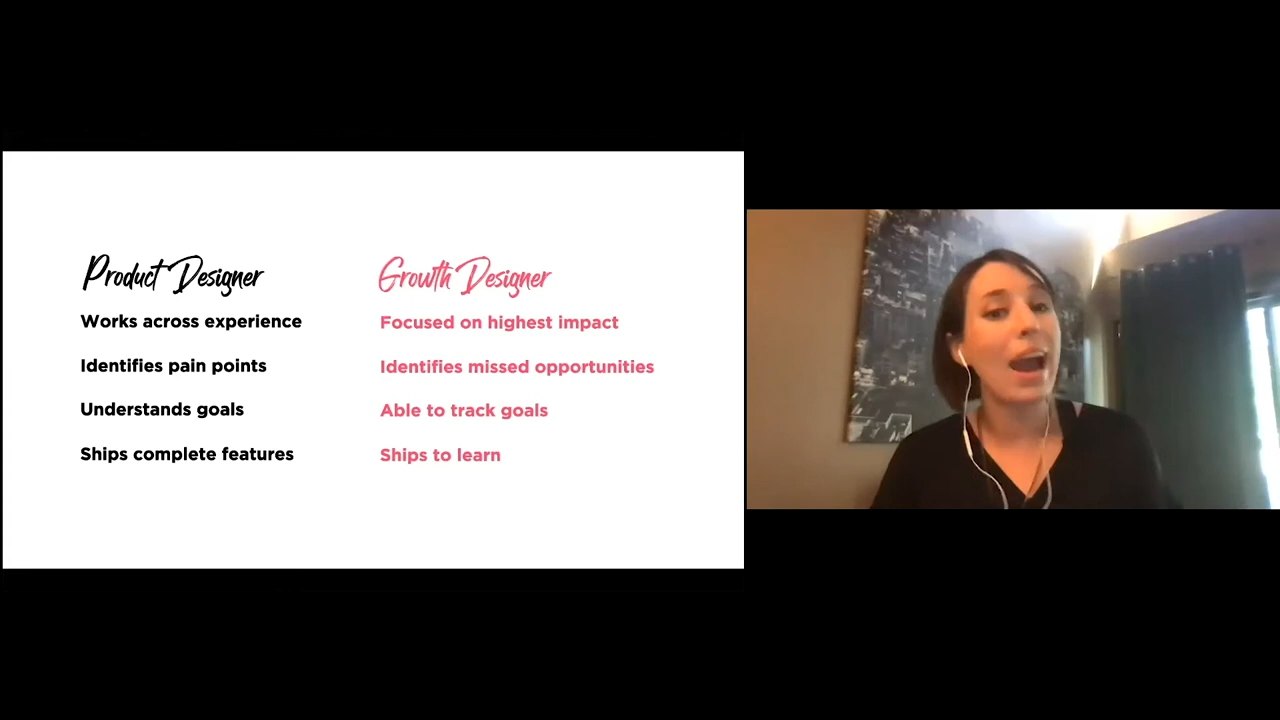 Product Designer
Works across experience
Identifies pain points
Understands goals
Ships complete features
Growth Designer
Focused on highest impact
Identifies missed opportunities
Able to track goals
Ships to learn